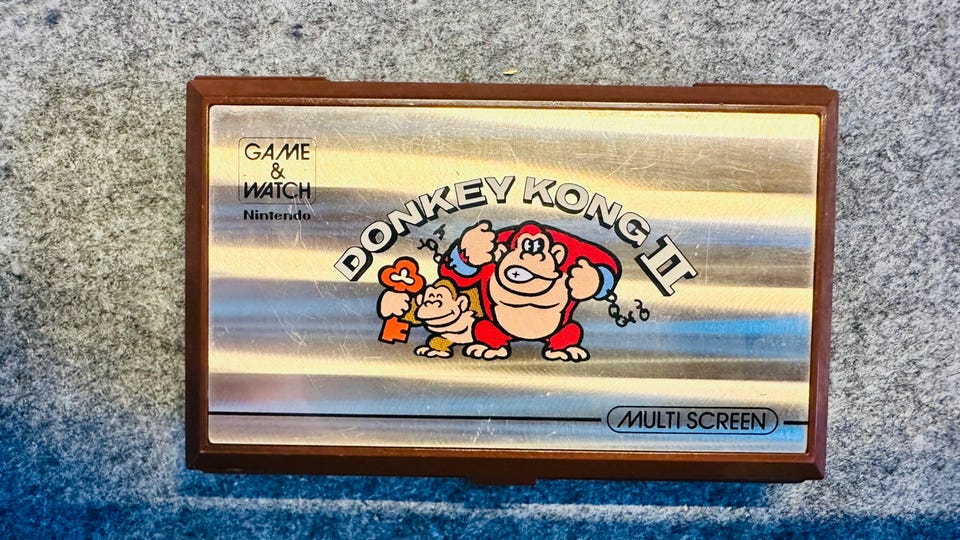 GAME
&
WATCH
Nintendo
DONKEY KONG II
MULTI SCREEN